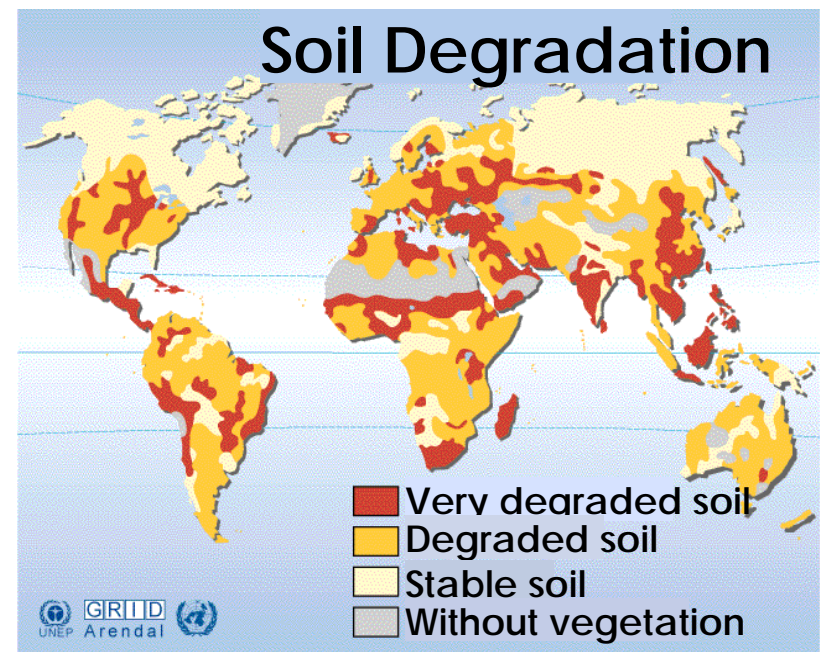 Soil Degradation
Very degraded soil
Degraded soil
Stable soil
Without vegetation
UNEP
GRID
Arendal